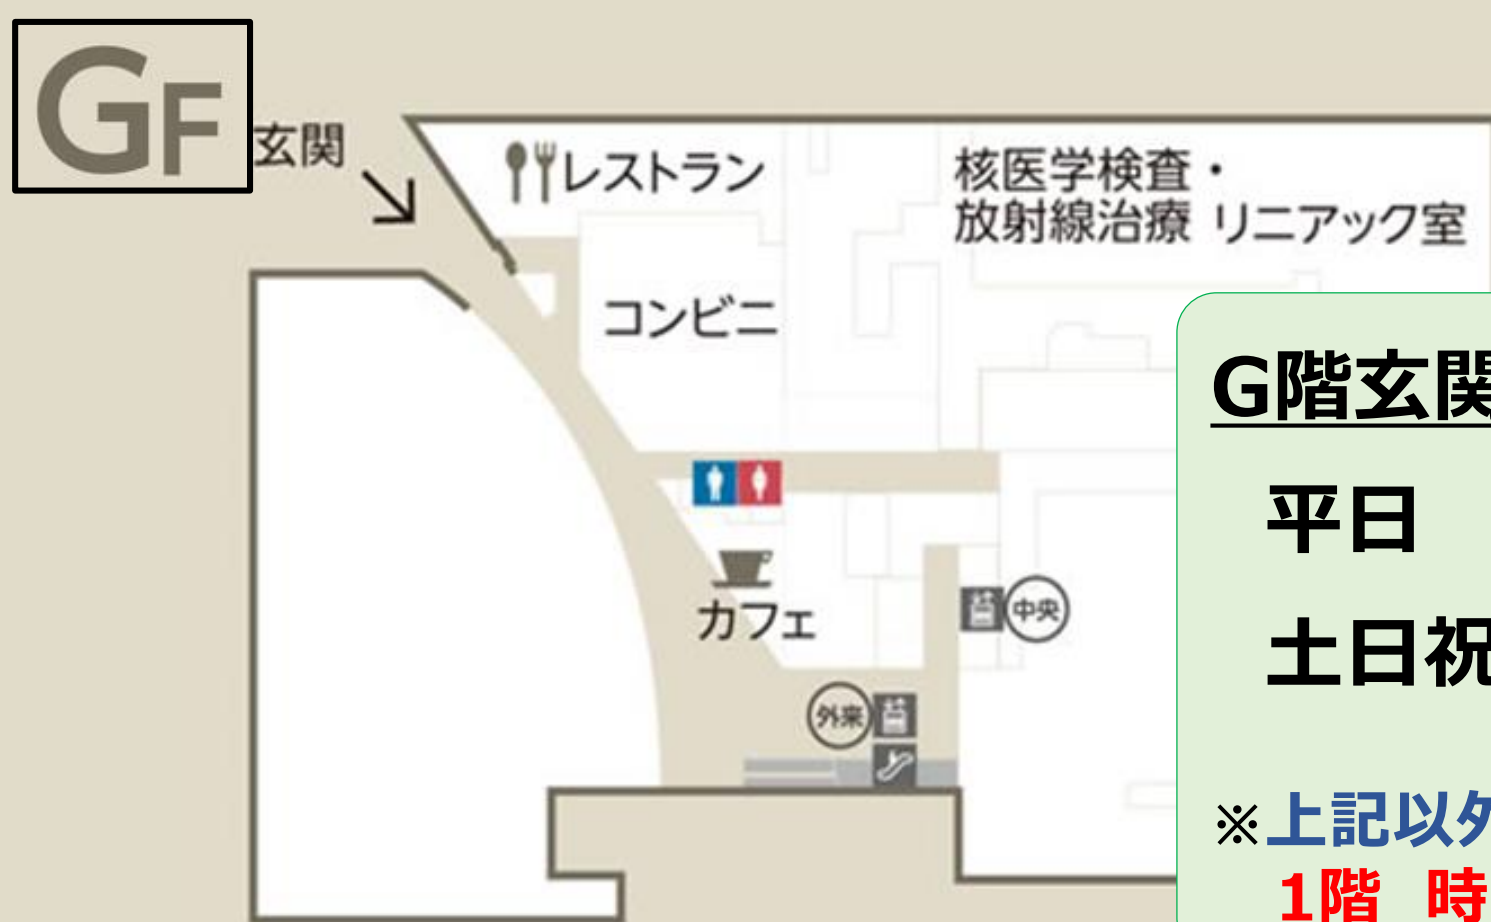 GF
玄関
レストラン
核医学検査・
放射線治療 リニアック室
コンビニ
カフェ
中央
外来
G階玄関
平日
土日祝
※上記以外
1階 時